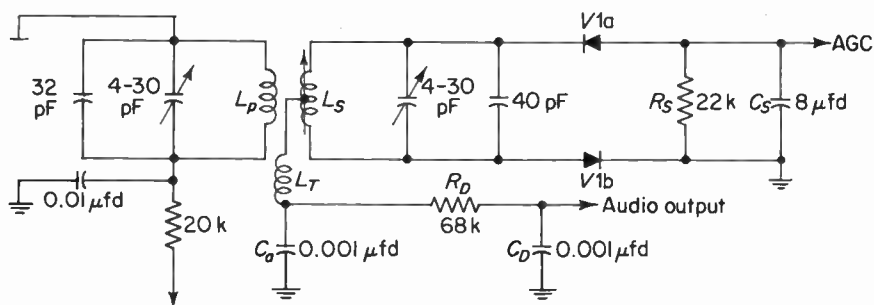 V1a
AGC
32
pF
4–30
pF
Lp
LS
4–30
pF
40 pF
RS
22 k
CS
8 µfd
V1b
0.01 µfd
LT
RD
68 k
Audio output
20 k
Ca
0.001 µfd
CD
0.001 µfd